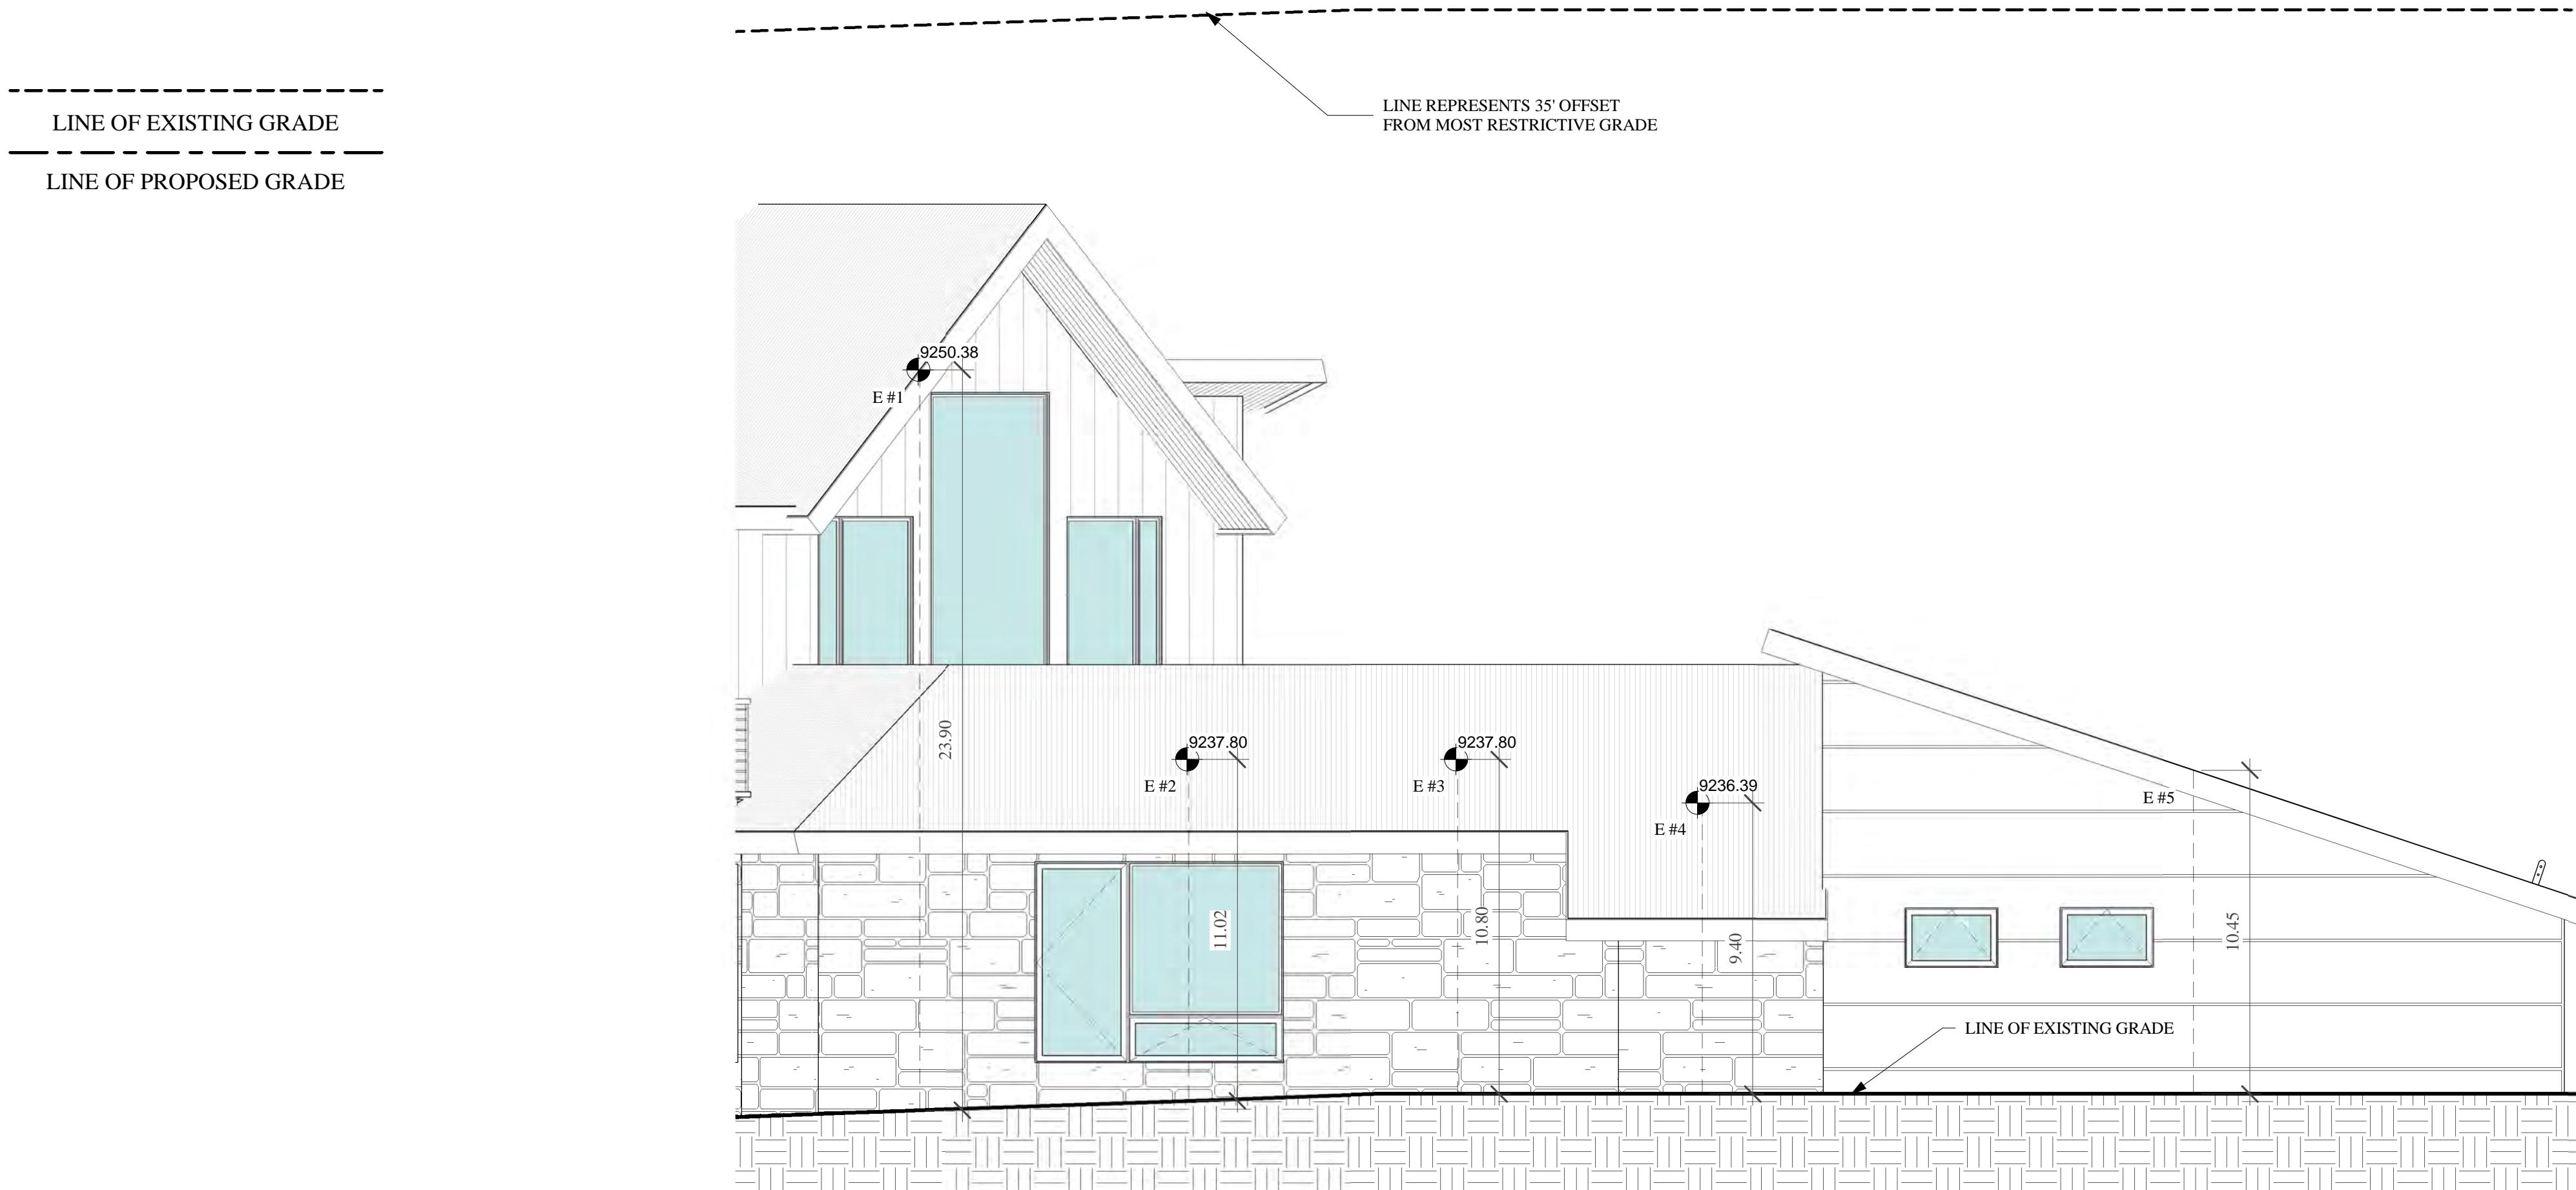 LINE REPRESENTS 35' OFFSET
FROM MOST RESTRICTIVE GRADE
LINE OF EXISTING GRADE
LINE OF PROPOSED GRADE
9250.38
E #1
23.90
9237.80
E #2
11.02
9237.80
E #3
10.80
9236.39
E #4
9.40
E #5
10.45
LINE OF EXISTING GRADE